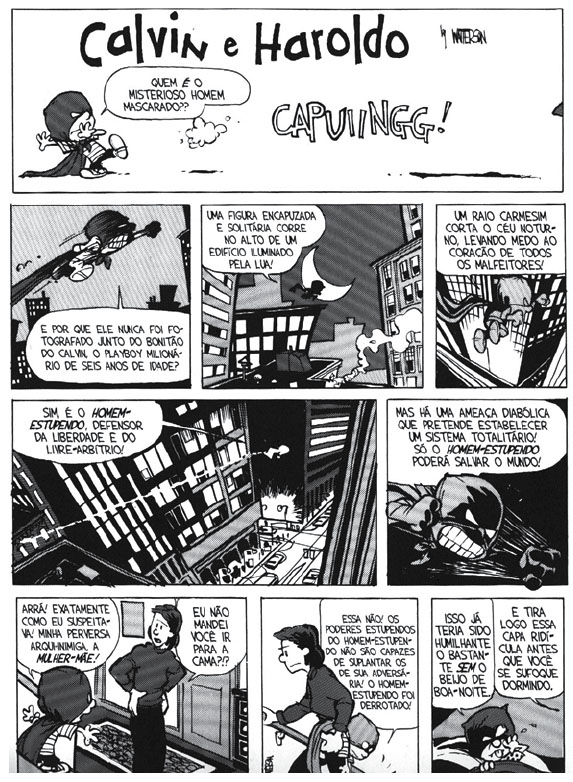 Calvin e Haroldo
by WATTERSON
QUEM É O
MISTERIOSO HOMEM
MASCARADO??
CAPUIINGG!
E POR QUE ELE NUNCA FOI FO-
TOGRAFADO JUNTO DO BONITÃO
DO CALVIN, O PLAYBOY MILIONÁ-
RIO DE SEIS ANOS DE IDADE?
UMA FIGURA ENCAPUZADA
E SOLITÁRIA CORRE
NO ALTO DE UM
EDIFÍCIO ILUMINADO
PELA LUA!
UM RAIO CARMESIM
CORTA O CÉU NOTUR-
NO, LEVANDO MEDO AO
CORAÇÃO DE TODOS
OS MALFEITORES!
SIM, É O HOMEM-
ESTUPENDO, DEFENSOR
DA LIBERDADE E DO
LIVRE-ARBÍTRIO!
MAS HÁ UMA AMEAÇA DIABÓLICA
QUE PRETENDE ESTABELECER
UM SISTEMA TOTALITÁRIO!
SÓ O HOMEM-ESTUPENDO
PODERÁ SALVAR O MUNDO!
ARRÁ! EXATAMENTE
COMO EU SUSPEITA-
VA! MINHA PERVERSA
ARQUI-INIMIGA, A
MULHER-MÃE!
EU NÃO
MANDEI
VOCÊ IR
PARA A
CAMA?!?
ESSA NÃO! OS
PODERES ESTUPENDOS
DO HOMEM-ESTUPEN-
DO NÃO SÃO CAPAZES
DE SUPLANTAR OS
DE SUA ADVERSÁ-
RIA! O HOMEM-
ESTUPENDO FOI
DERROTADO!
ISSO JÁ
TERIA SIDO
HUMILHANTE
O BASTAN-
TE SEM O
BEIJO DE
BOA-NOITE.
E TIRA
LOGO ESSA
CAPA RIDÍ-
CULA ANTES
QUE VOCÊ
SE SUFOQUE
DORMINDO.